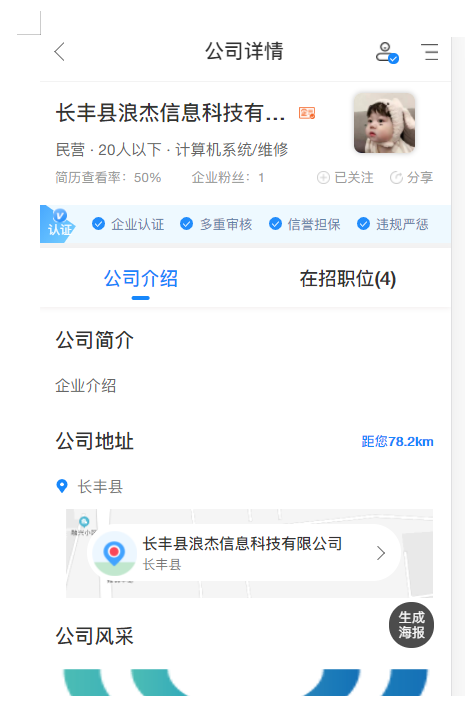 公司详情
长丰县浪杰信息科技有...
民营 · 20人以下 · 计算机系统/维修
简历查看率：50% 企业粉丝：1 已关注 分享
认证 企业认证 多重审核 信誉担保 违规严惩
公司介绍 在招职位(4)
公司简介
企业介绍
公司地址 距您78.2km
长丰县
长丰县浪杰信息科技有限公司
长丰县
公司风采
生成
海报